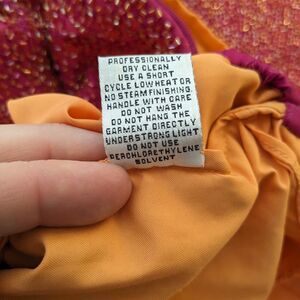 PROFESSIONALLY
DRY CLEAN
USE A SHORT
CYCLE LOW HEAT OR
NO STEAM FINISHING.
HANDLE WITH CARE
DO NOT WASH
DO NOT HANG THE
GARMENT DIRECTLY
UNDER STRONG LIGHT
DO NOT USE
PERCHLORETHYLENE
SOLVENT